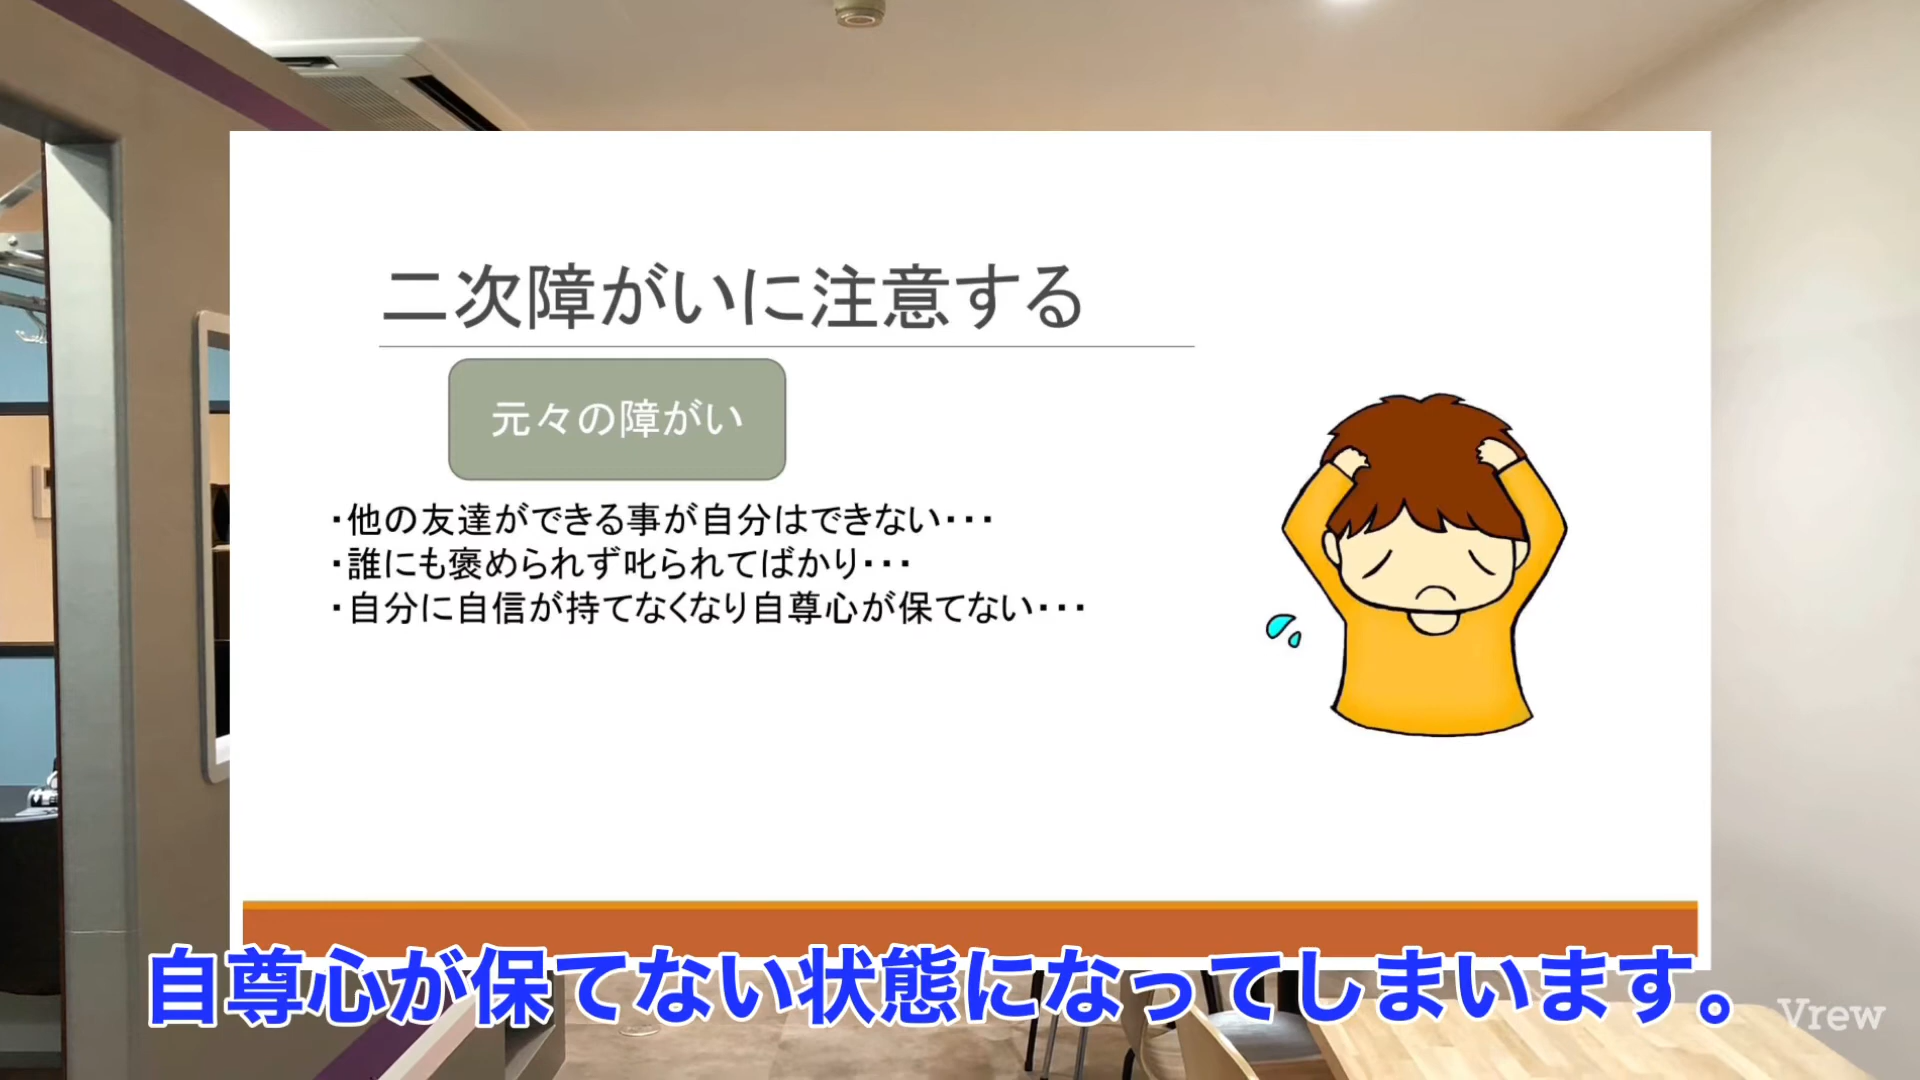 二次障がいに注意する
元々の障がい
・他の友達ができる事が自分はできない・・・
・誰にも褒められず叱られてばかり・・・
・自分に自信が持てなくなり自尊心が保てない・・・
自尊心が保てない状態になってしまいます。
Vrew